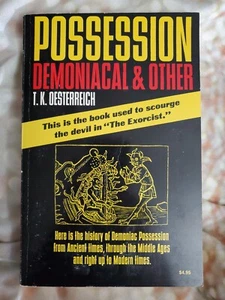 POSSESSION
DEMONIACAL & OTHER
T. K. OESTERREICH
This is the book used to scourge
the devil in "The Exorcist."
Here is the history of Demoniac Possession
from Ancient times, through the Middle Ages
and right up to Modern times.
$4.95